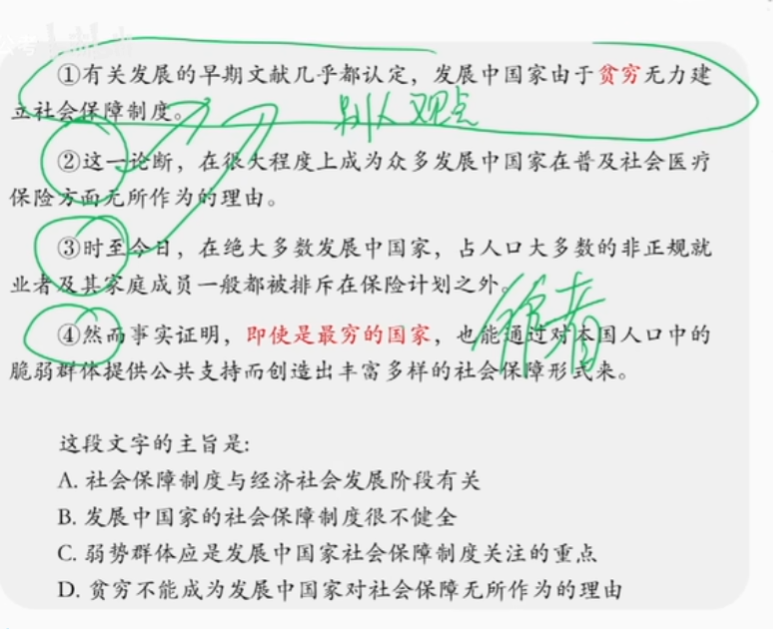 公考
①有关发展的早期文献几乎都认定，发展中国家由于贫穷无力建
立社会保障制度。
别人观点
②这一论断，在很大程度上成为众多发展中国家在普及社会医疗
保险方面无所作为的理由。
③时至今日，在绝大多数发展中国家，占人口大多数的非正规就
业者及其家庭成员一般都被排斥在保险计划之外。
作者
④然而事实证明，即使是最穷的国家，也能通过对本国人口中的
脆弱群体提供公共支持而创造出丰富多样的社会保障形式来。
这段文字的主旨是:
A. 社会保障制度与经济社会发展阶段有关
B. 发展中国家的社会保障制度很不健全
C. 弱势群体应是发展中国家社会保障制度关注的重点
D. 贫穷不能成为发展中国家对社会保障无所作为的理由